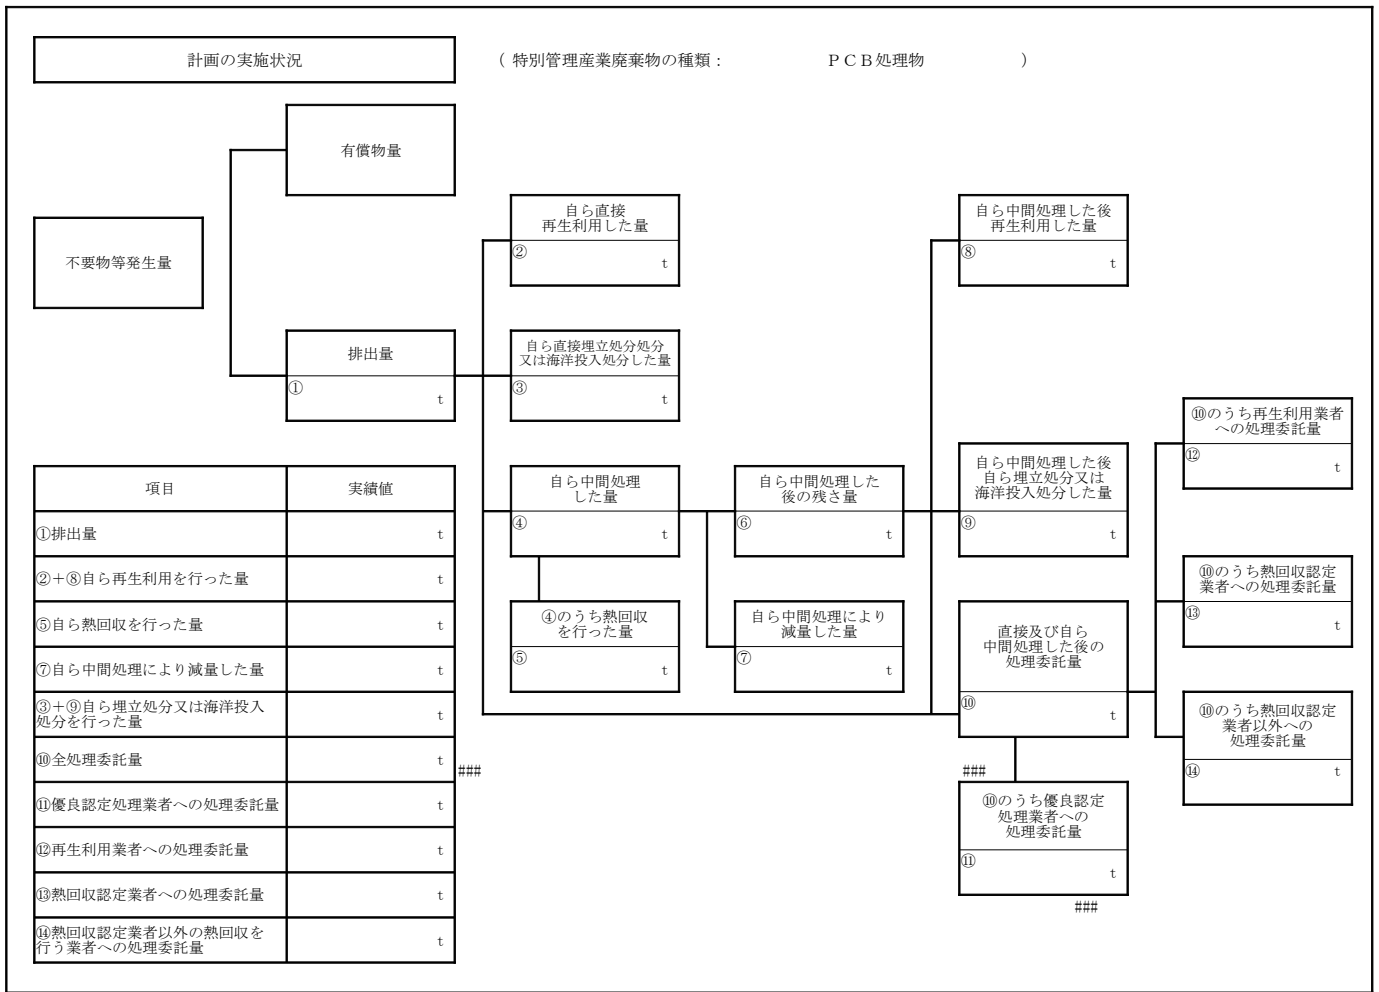 計画の実施状況
（ 特別管理産業廃棄物の種類： ＰＣＢ処理物 ）
有償物量
不要物等発生量
排出量
① t
自ら直接
再生利用した量
② t
自ら直接埋立処分処分
又は海洋投入処分した量
③ t
自ら中間処理した後
再生利用した量
⑧ t
自ら中間処理
した量
④ t
自ら中間処理した
後の残さ量
⑥ t
自ら中間処理した後
自ら埋立処分又は
海洋投入処分した量
⑨ t
⑩のうち再生利用業者
への処理委託量
⑫ t
④のうち熱回収
を行った量
⑤ t
自ら中間処理により
減量した量
⑦ t
直接及び自ら
中間処理した後の
処理委託量
⑩ t
⑩のうち熱回収認定
業者への処理委託量
⑬ t
⑩のうち熱回収認定
業者以外への
処理委託量
⑭ t
###
⑩のうち優良認定
処理業者への
処理委託量
⑪ t
###
項目 実績値
①排出量 t
②＋⑧自ら再生利用を行った量 t
⑤自ら熱回収を行った量 t
⑦自ら中間処理により減量した量 t
③＋⑨自ら埋立処分又は海洋投入
処分を行った量 t
⑩全処理委託量 t ###
⑪優良認定処理業者への処理委託量 t
⑫再生利用業者への処理委託量 t
⑬熱回収認定業者への処理委託量 t
⑭熱回収認定業者以外の熱回収を
行う業者への処理委託量 t